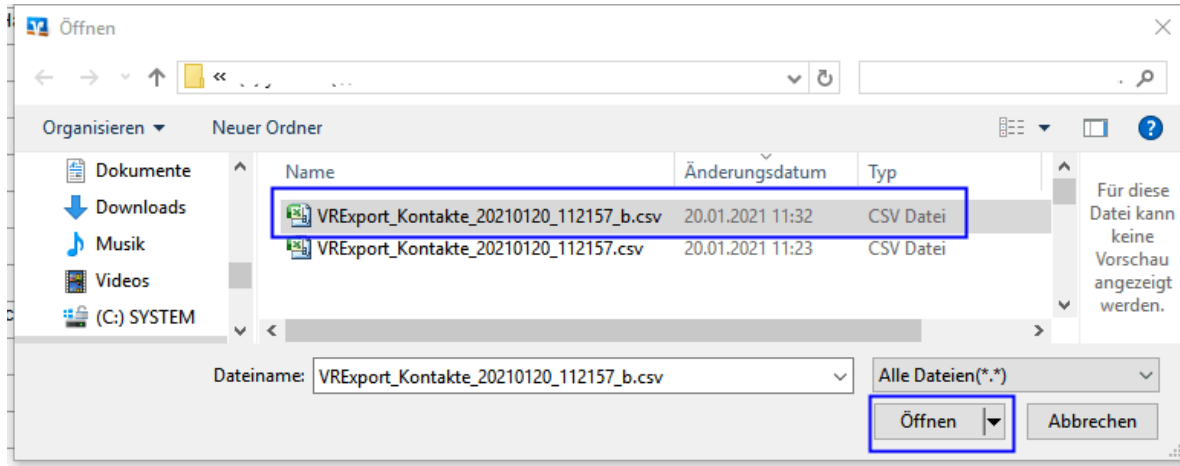 Öffnen
Organisieren
Neuer Ordner
Dokumente
Downloads
Musik
Videos
(C:) SYSTEM
Name
Änderungsdatum
Typ
VRExport_Kontakte_20210120_112157_b.csv 20.01.2021 11:32 CSV Datei
VRExport_Kontakte_20210120_112157.csv 20.01.2021 11:23 CSV Datei
Für diese
Datei kann
keine
Vorschau
angezeigt
werden.
Dateiname: VRExport_Kontakte_20210120_112157_b.csv
Alle Dateien(*.*)
Öffnen
Abbrechen